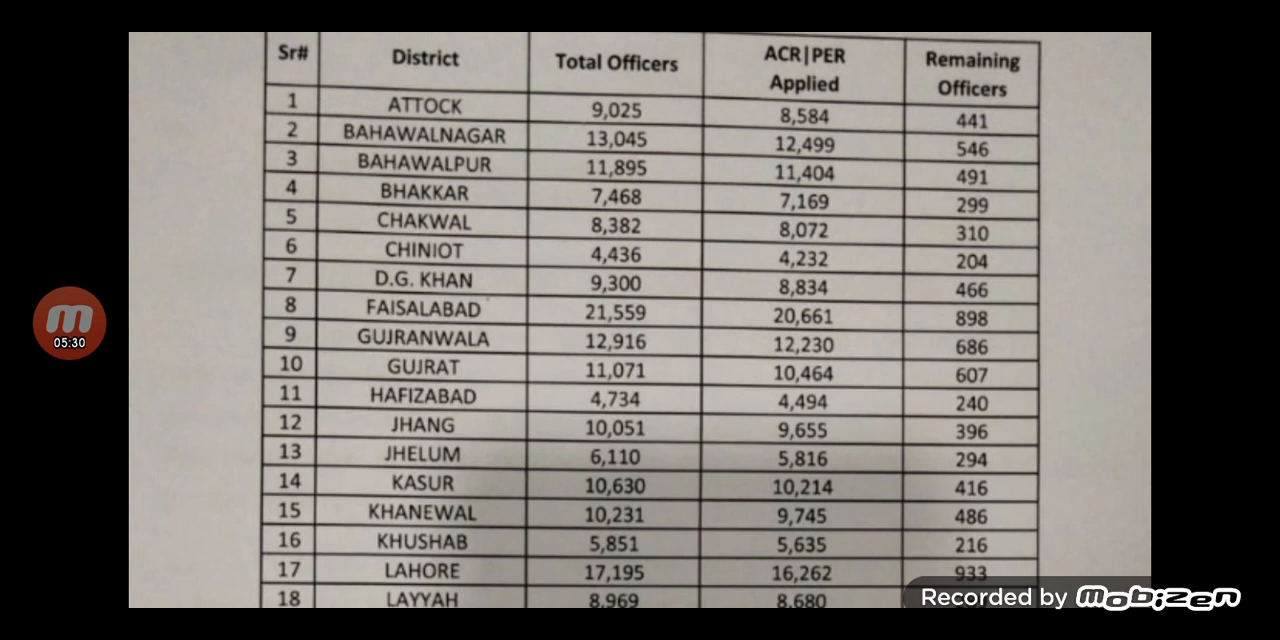 Sr# District Total Officers ACR|PER Applied Remaining Officers
1 ATTOCK 9,025 8,584 441
2 BAHAWALNAGAR 13,045 12,499 546
3 BAHAWALPUR 11,895 11,404 491
4 BHAKKAR 7,468 7,169 299
5 CHAKWAL 8,382 8,072 310
6 CHINIOT 4,436 4,232 204
7 D.G. KHAN 9,300 8,834 466
8 FAISALABAD 21,559 20,661 898
9 GUJRANWALA 12,916 12,230 686
10 GUJRAT 11,071 10,464 607
11 HAFIZABAD 4,734 4,494 240
12 JHANG 10,051 9,655 396
13 JHELUM 6,110 5,816 294
14 KASUR 10,630 10,214 416
15 KHANEWAL 10,231 9,745 486
16 KHUSHAB 5,851 5,635 216
17 LAHORE 17,195 16,262 933
18 LAYYAH 8,969 8,680
05:30
Recorded by Mobizen